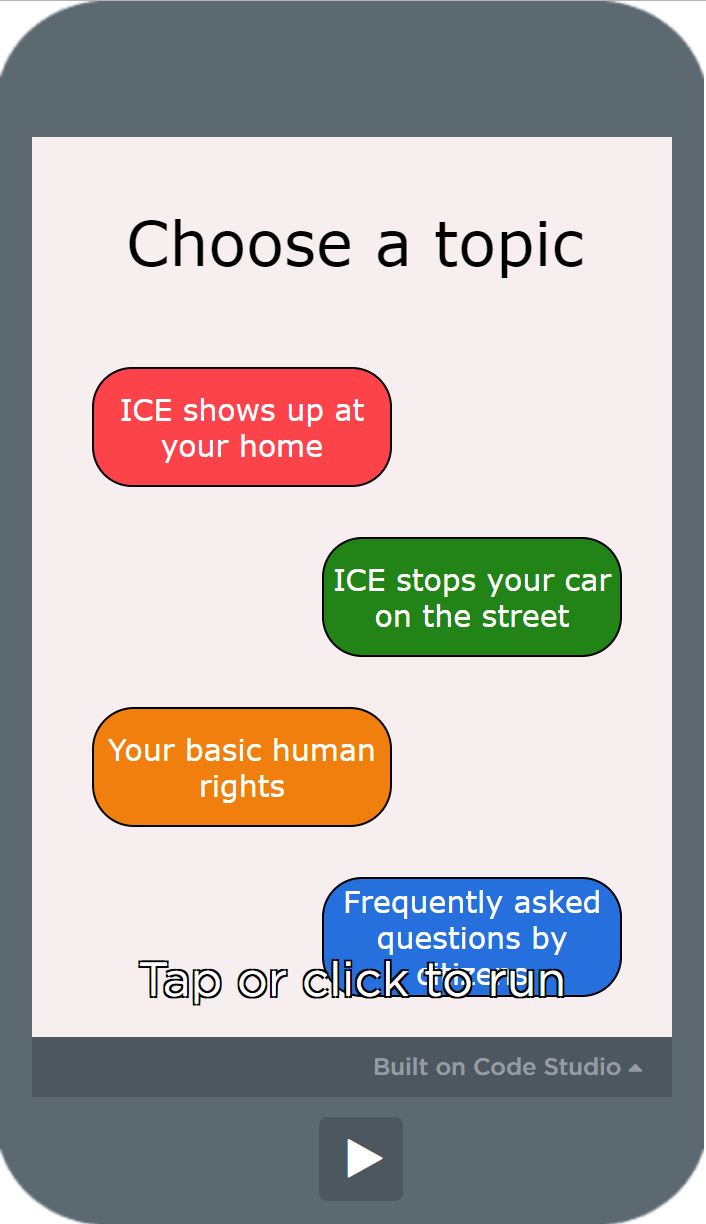 Choose a topic
ICE shows up at
your home
ICE stops your car
on the street
Your basic human
rights
Frequently asked
questions by
citizens
Tap or click to run
Built on Code Studio